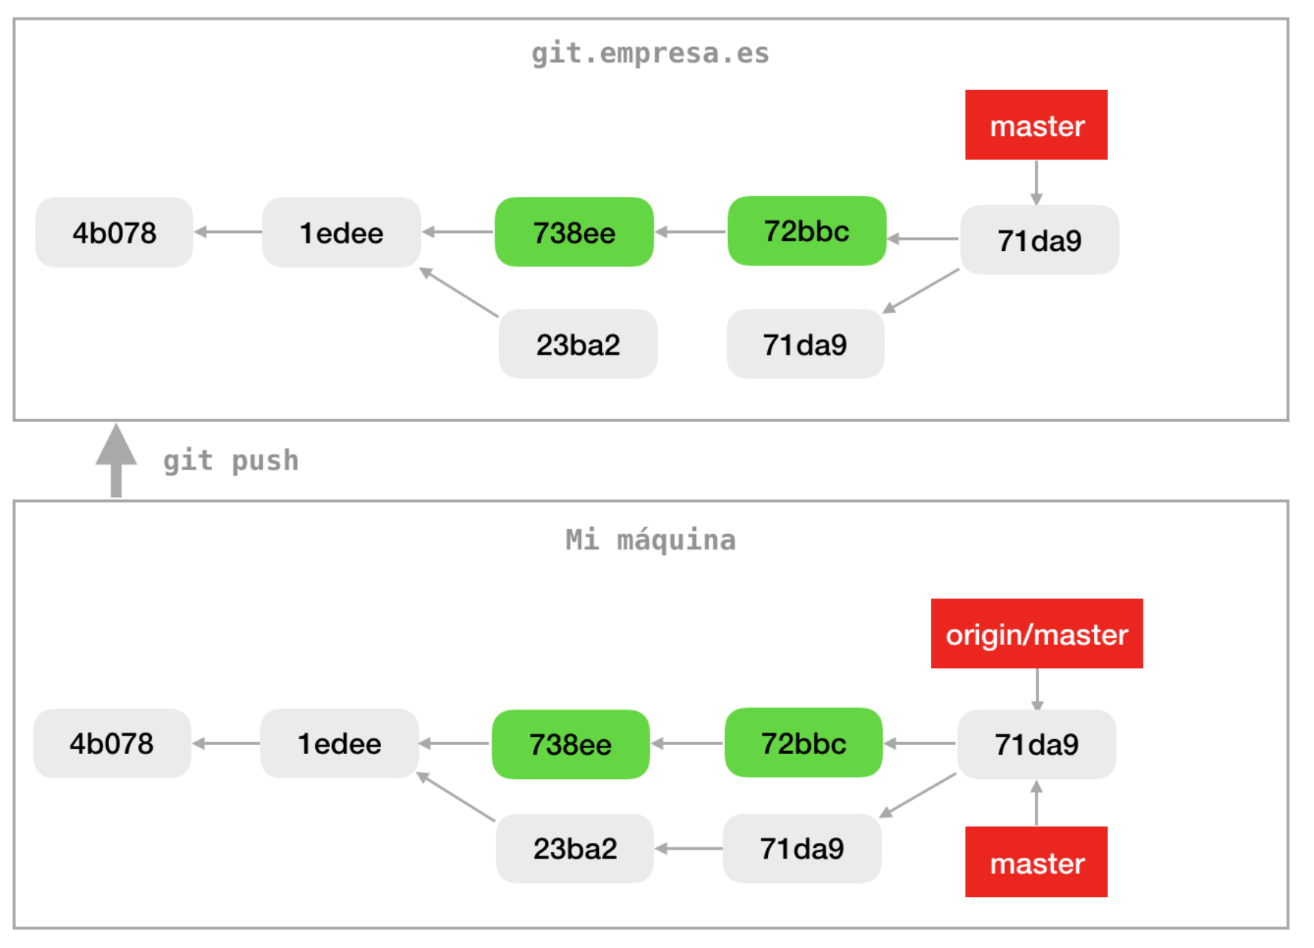 git.empresa.es
master
4b078
1edee
738ee
72bbc
71da9
23ba2
71da9
git push
Mi máquina
origin/master
4b078
1edee
738ee
72bbc
71da9
23ba2
71da9
master